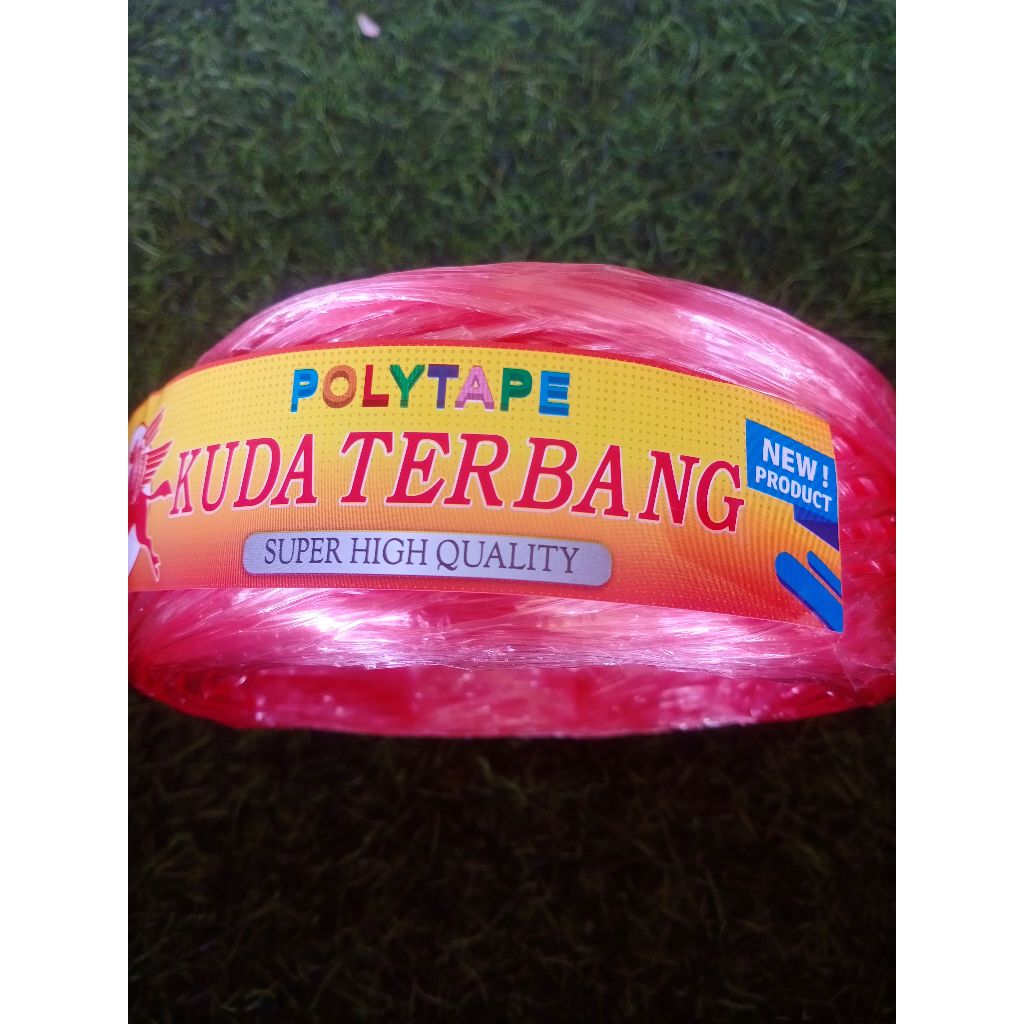 POLYTAPE
KUDA TERBANG
SUPER HIGH QUALITY
NEW !
PRODUCT